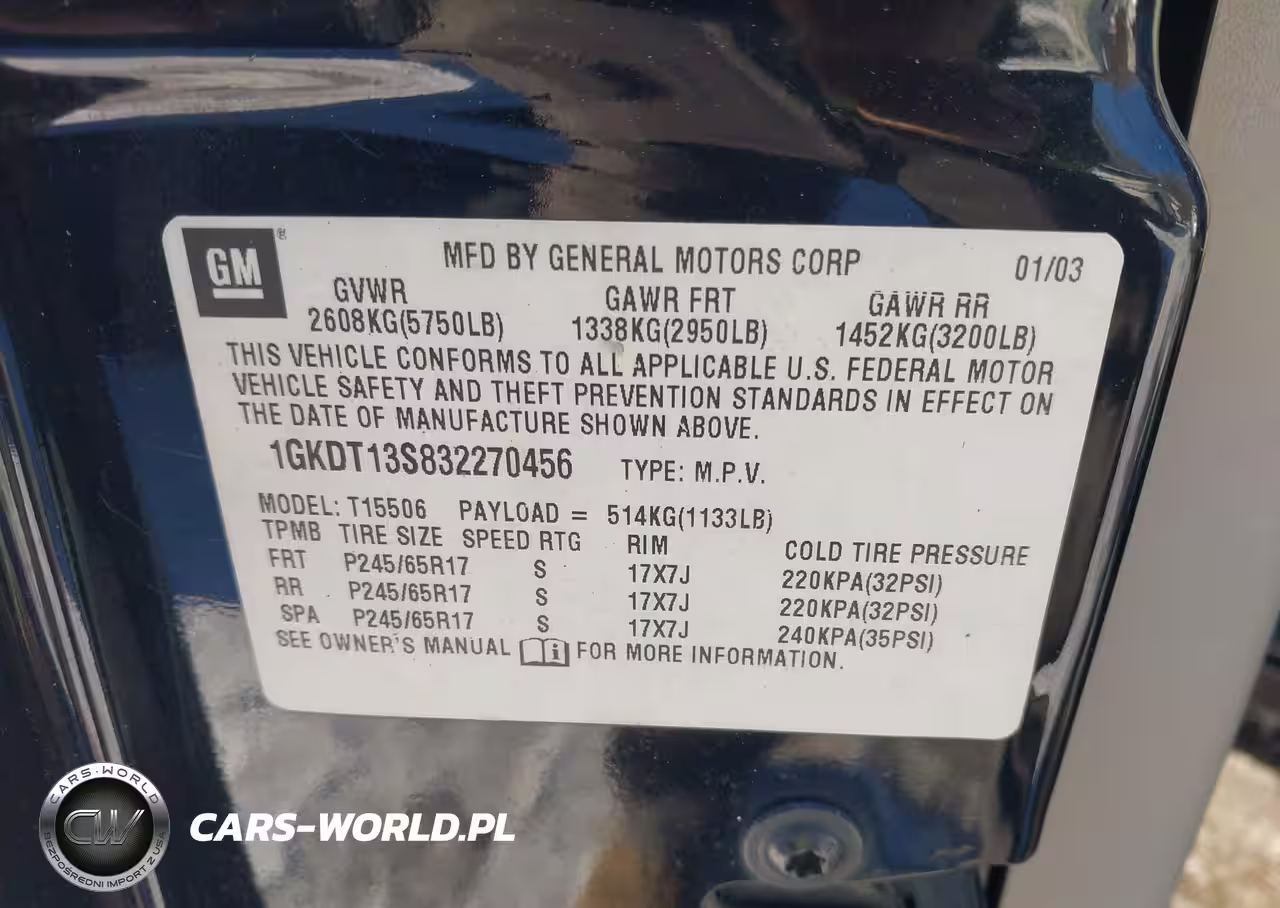 GM®
MFD BY GENERAL MOTORS CORP 01/03
GVWR GAWR FRT GAWR RR
2608KG(5750LB) 1338KG(2950LB) 1452KG(3200LB)
THIS VEHICLE CONFORMS TO ALL APPLICABLE U.S. FEDERAL MOTOR
VEHICLE SAFETY AND THEFT PREVENTION STANDARDS IN EFFECT ON
THE DATE OF MANUFACTURE SHOWN ABOVE.
1GKDT13S832270456 TYPE: M.P.V.
MODEL: T15506 PAYLOAD = 514KG(1133LB)
TPMB TIRE SIZE SPEED RTG RIM COLD TIRE PRESSURE
FRT P245/65R17 S 17X7J 220KPA(32PSI)
RR P245/65R17 S 17X7J 220KPA(32PSI)
SPA P245/65R17 S 17X7J 240KPA(35PSI)
SEE OWNER'S MANUAL FOR MORE INFORMATION.
CARS-WORLD
CW
BEZPOŚREDNI IMPORT Z USA
CARS-WORLD.PL